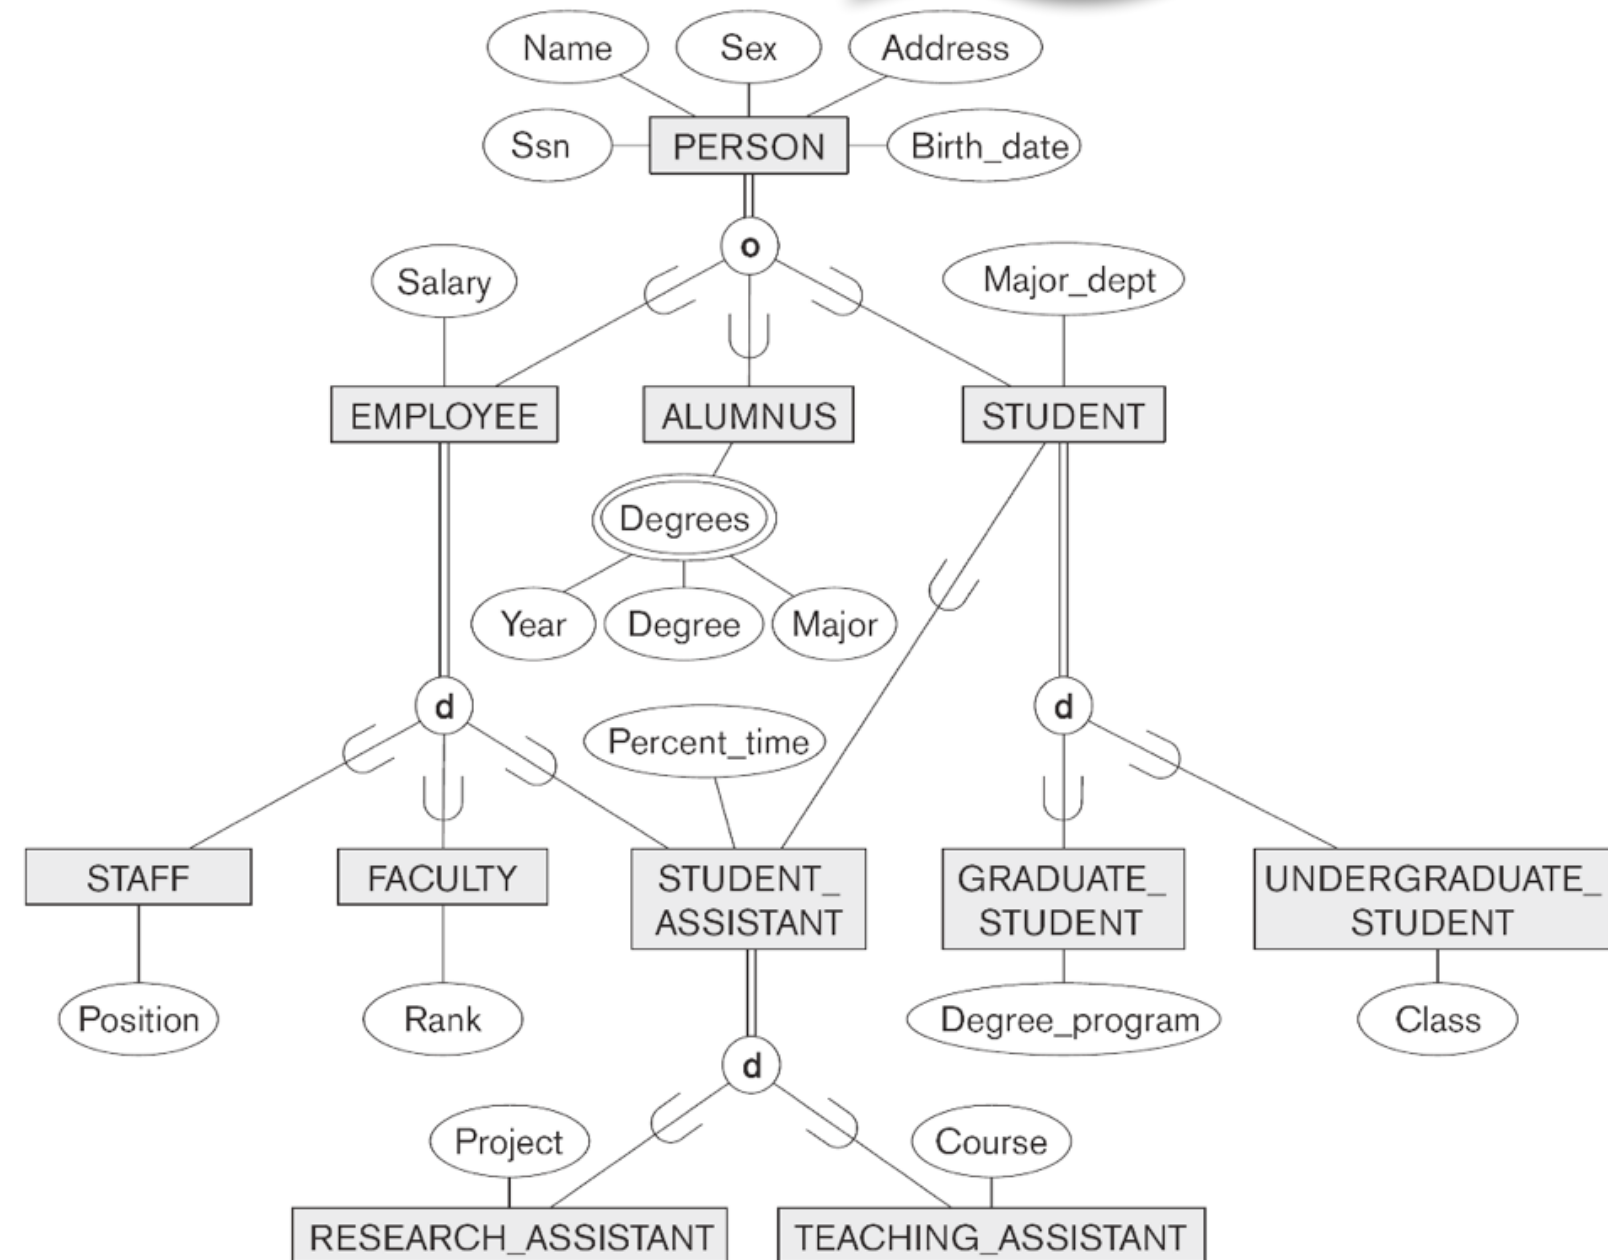 Name
Sex
Address
Ssn
PERSON
Birth_date
o
Salary
Major_dept
EMPLOYEE
ALUMNUS
STUDENT
Degrees
Year
Degree
Major
d
d
Percent_time
STAFF
FACULTY
STUDENT_
ASSISTANT
GRADUATE_
STUDENT
UNDERGRADUATE_
STUDENT
Position
Rank
Degree_program
Class
d
Project
Course
RESEARCH_ASSISTANT
TEACHING_ASSISTANT